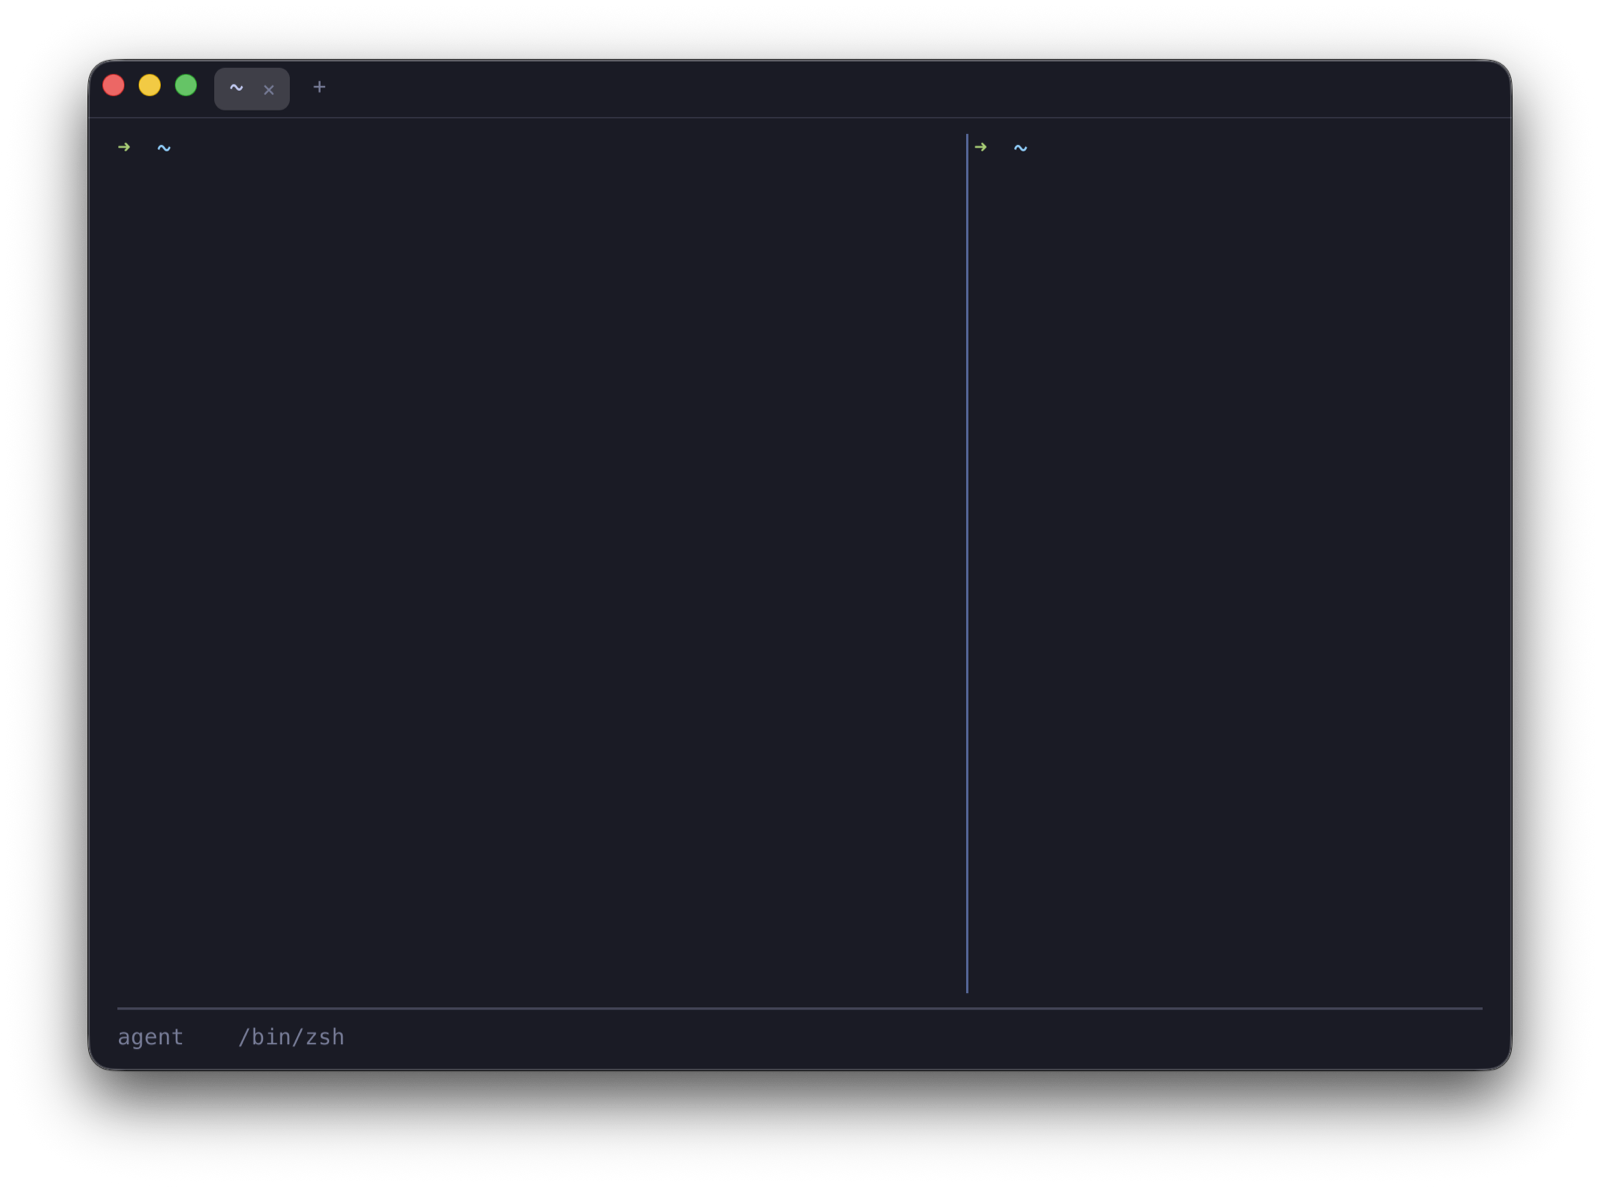 ~ × +
➜ ~
➜ ~
agent /bin/zsh